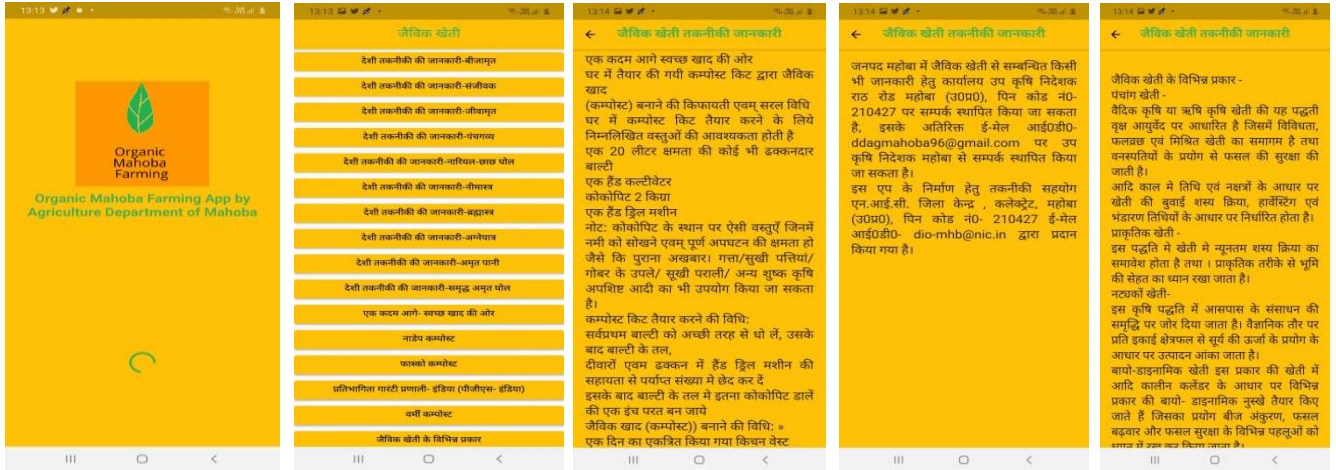 13:13
Organic
Mahoba
Farming
Organic Mahoba Farming App by
Agriculture Department of Mahoba
13:13
जैविक खेती
देशी तकनीकी की जानकारी-बीजामृत
देशी तकनीकी की जानकारी-संजीवक
देशी तकनीकी की जानकारी-जीवामृत
देशी तकनीकी की जानकारी-पंचगव्य
देशी तकनीकी की जानकारी-नारियल-छाछ घोल
देशी तकनीकी की जानकारी-नीमास्त्र
देशी तकनीकी की जानकारी-ब्रह्मास्त्र
देशी तकनीकी की जानकारी-अग्नेयास्त्र
देशी तकनीकी की जानकारी-अमृत पानी
देशी तकनीकी की जानकारी-समृद्ध अमृत घोल
एक कदम आगे- स्वच्छ खाद की ओर
नाडेप कम्पोस्ट
फास्को कम्पोस्ट
प्रतिभागिता गारंटी प्रणाली- इंडिया (पीजीएस- इंडिया)
वर्मी कम्पोस्ट
जैविक खेती के विभिन्न प्रकार
13:14
जैविक खेती तकनीकी जानकारी
एक कदम आगे स्वच्छ खाद की ओर
घर में तैयार की गयी कम्पोस्ट किट द्वारा जैविक
खाद
(कम्पोस्ट) बनाने की किफायती एवम् सरल विधि
घर में कम्पोस्ट किट तैयार करने के लिये
निम्नलिखित वस्तुओं की आवश्यकता होती है
एक 20 लीटर क्षमता की कोई भी ढक्कनदार
बाल्टी
एक हैंड कल्टीवेटर
कोकोपिट 2 किग्रा
एक हैंड ड्रिल मशीन
नोट: कोकोपिट के स्थान पर ऐसी वस्तुएँ जिनमें
नमी को सोखने एवम् पूर्ण अपघटन की क्षमता हो
जैसे कि पुराना अखबार। गत्ता/सुखी पत्तियां/
गोबर के उपले/ सूखी पराली/ अन्य शुष्क कृषि
अपशिष्ट आदी का भी उपयोग किया जा सकता
है।
कम्पोस्ट किट तैयार करने की विधि:
सर्वप्रथम बाल्टी को अच्छी तरह से धो लें, उसके
बाद बाल्टी के तल,
दीवारों एवम ढक्कन में हैंड ड्रिल मशीन की
सहायता से पर्याप्त संख्या मे छेद कर दें
इसके बाद बाल्टी के तल मे इतना कोकोपिट डालें
की एक इंच परत बन जाये
जैविक खाद (कम्पोस्ट)) बनाने की विधि: »
एक दिन का एकत्रित किया गया किचन वेस्ट
13:14
जैविक खेती तकनीकी जानकारी
जनपद महोबा में जैविक खेती से सम्बन्धित किसी
भी जानकारी हेतु कार्यालय उप कृषि निदेशक
राठ रोड महोबा (उ0प्र0), पिन कोड नं0-
210427 पर सम्पर्क स्थापित किया जा सकता
है, इसके अतिरिक्त ई-मेल आई0डी0-
ddagmahoba96@gmail.com पर उप
कृषि निदेशक महोबा से सम्पर्क स्थापित किया
जा सकता है।
इस एप के निर्माण हेतु तकनीकी सहयोग
एन.आई.सी. जिला केन्द्र , कलेक्ट्रेट, महोबा
(उ0प्र0), पिन कोड नं0- 210427 ई-मेल
आई0डी0- dio-mhb@nic.in द्वारा प्रदान
किया गया है।
13:14
जैविक खेती तकनीकी जानकारी
जैविक खेती के विभिन्न प्रकार -
पंचांग खेती -
वैदिक कृषि या ऋषि कृषि खेती की यह पद्धती
वृक्ष आयुर्वेद पर आधारित है जिसमें विविधता,
फलव्रछ एवं मिश्रित खेती का समागम है तथा
वनस्पतियों के प्रयोग से फसल की सुरक्षा की
जाती है।
आदि काल मे तिथि एवं नक्षत्रों के आधार पर
खेती की बुवाई शस्य क्रिया, हार्वेस्टिंग एवं
भंडारण तिथियों के आधार पर निर्धारित होता है।
प्राकृतिक खेती -
इस पद्धति मे खेती मे न्यूनतम शस्य क्रिया का
समावेश होता है तथा । प्राकृतिक तरीके से भूमि
की सेहत का ध्यान रखा जाता है।
नट्यकों खेती-
इस कृषि पद्धति में आसपास के संसाधन की
समृद्धि पर जोर दिया जाता है। वैज्ञानिक तौर पर
प्रति इकाई क्षेत्रफल से सूर्य की ऊर्जा के प्रयोग के
आधार पर उत्पादन आंका जाता है।
बायो-डाइनामिक खेती इस प्रकार की खेती में
आदि कालीन कलेंडर के आधार पर विभिन्न
प्रकार की बायो- डाइनामिक नुस्खे तैयार किए
जाते हैं जिसका प्रयोग बीज अंकुरण, फसल
बढ़वार और फसल सुरक्षा के विभिन्न पहलूओं को
ध्यान में रख कर किया जाता है।